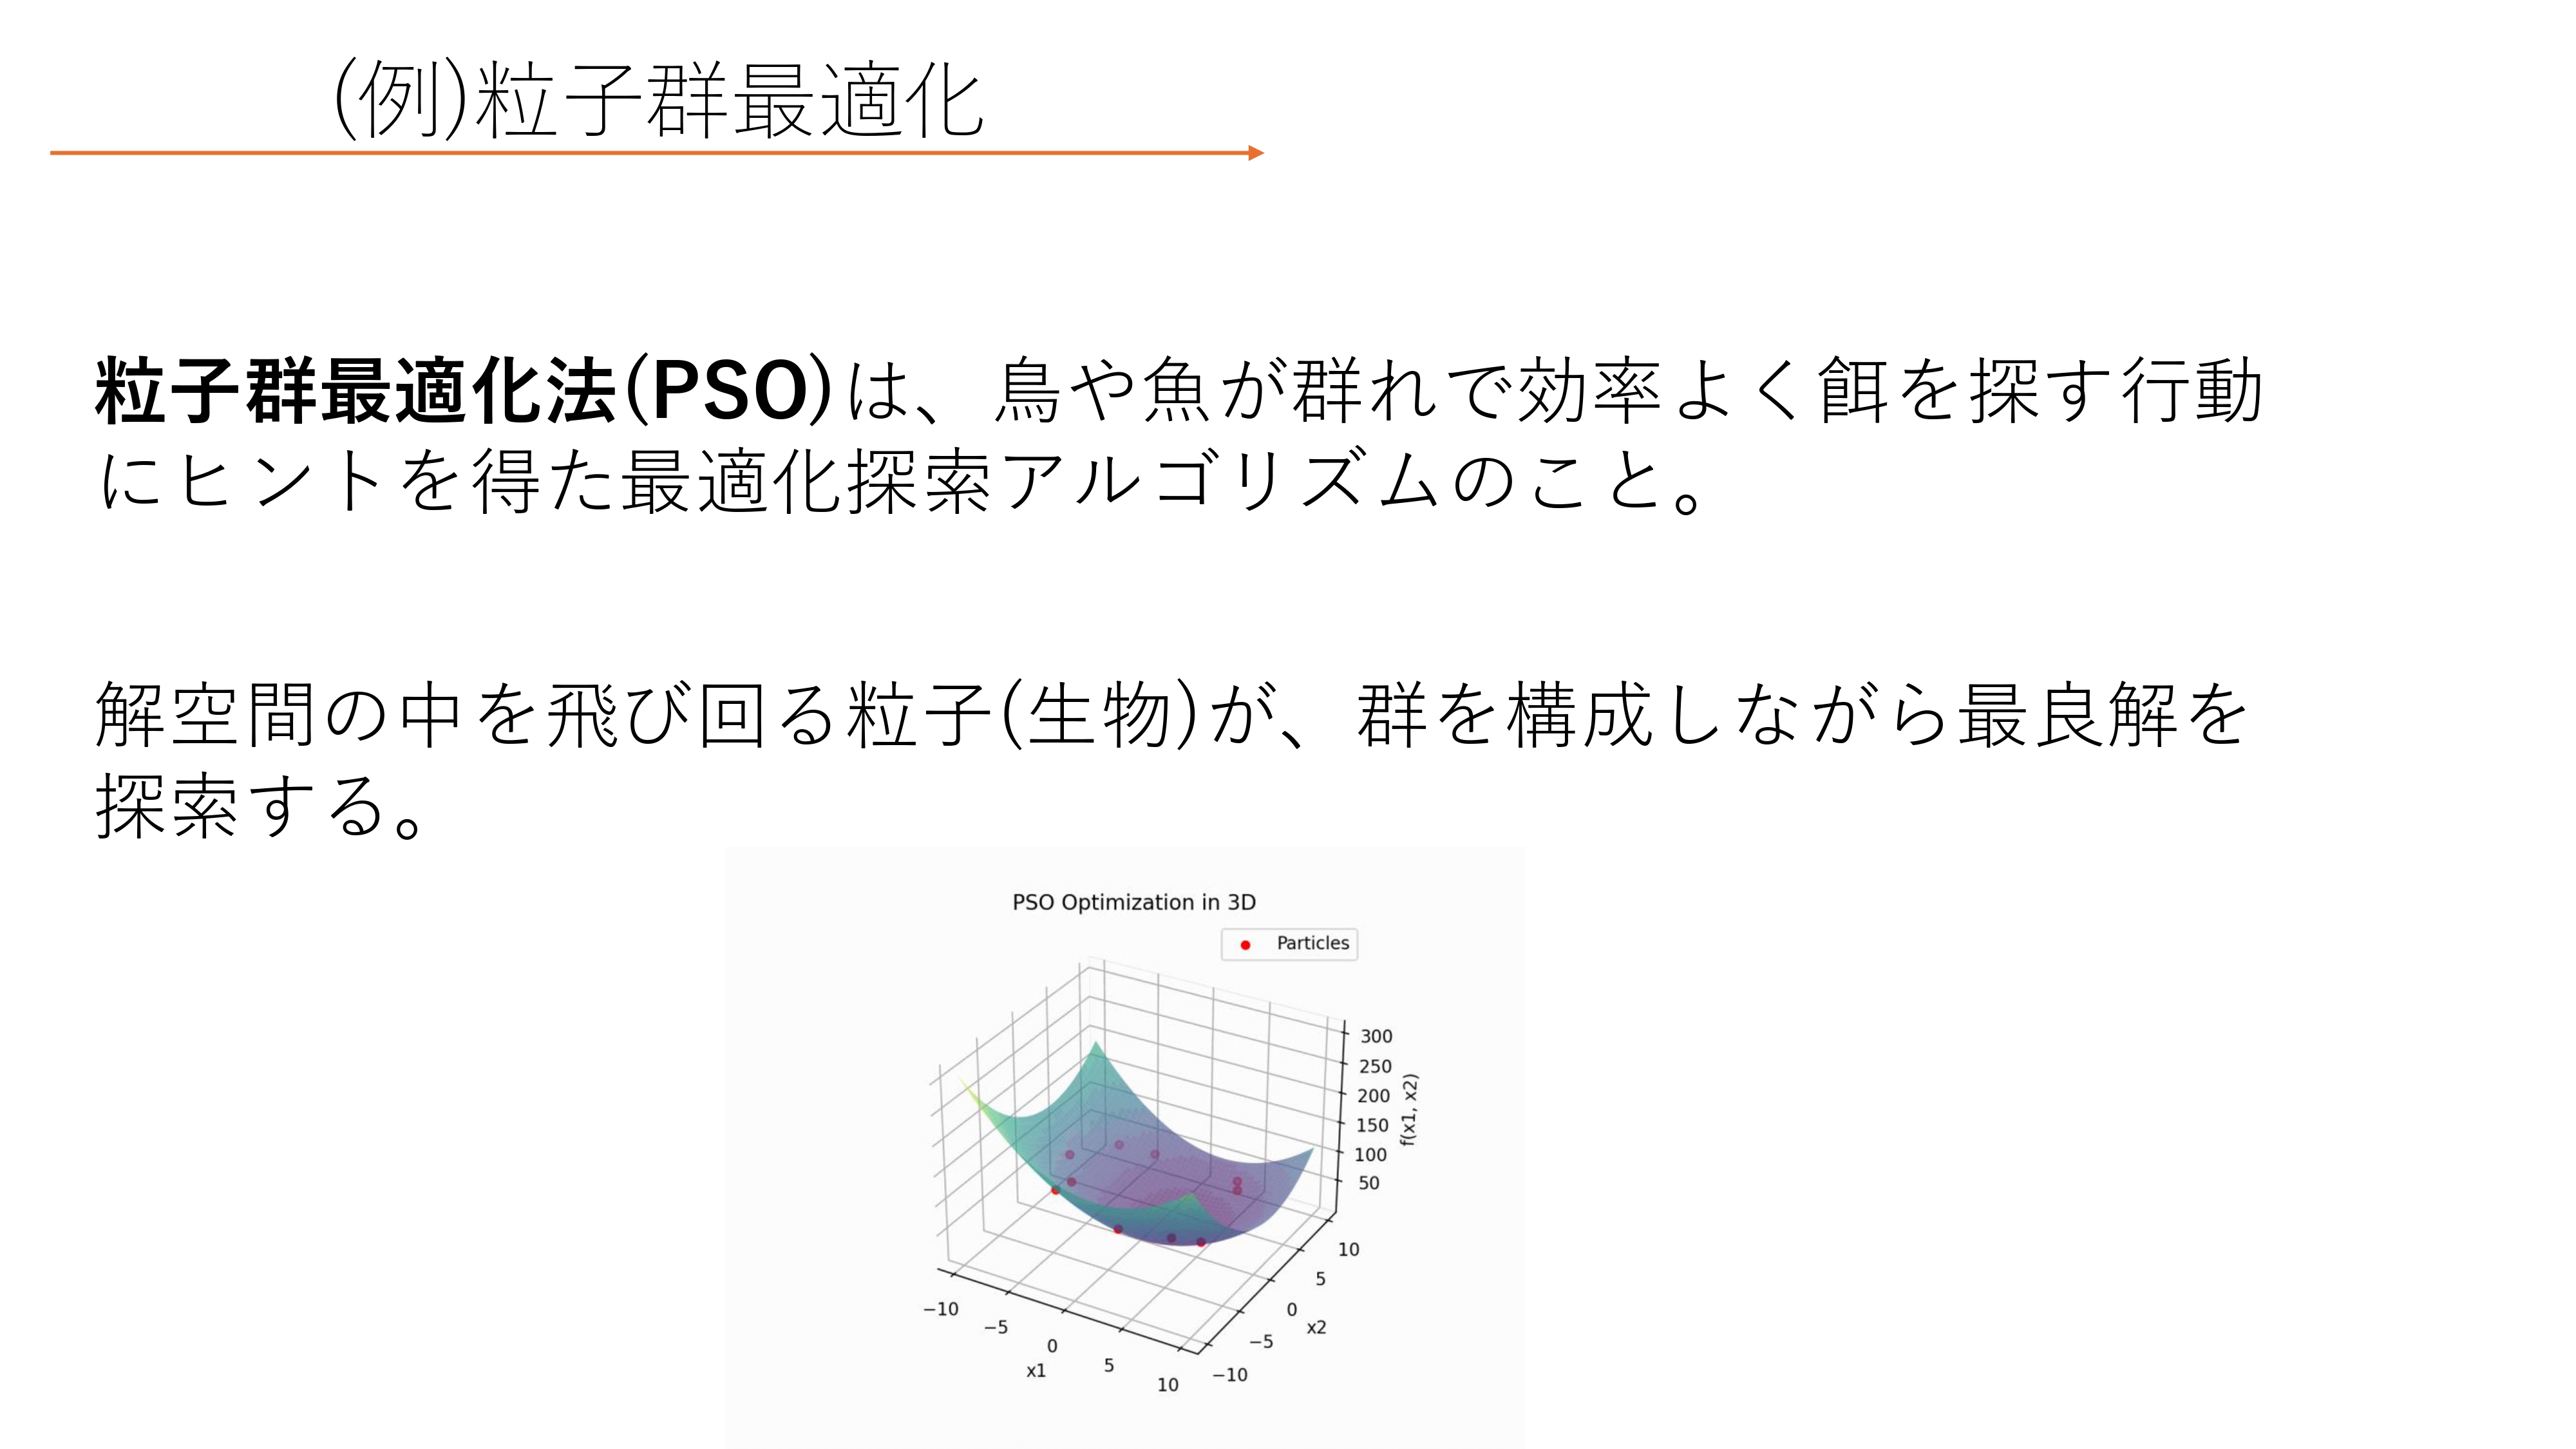 (例)粒子群最適化
粒子群最適化法(PSO)は、鳥や魚が群れで効率よく餌を探す行動
にヒントを得た最適化探索アルゴリズムのこと。
解空間の中を飛び回る粒子(生物)が、群を構成しながら最良解を
探索する。
PSO Optimization in 3D
Particles
300
250
200
150
100
50
f(x1, x2)
10
5
0
−5
−10
x2
−10
−5
0
5
10
x1